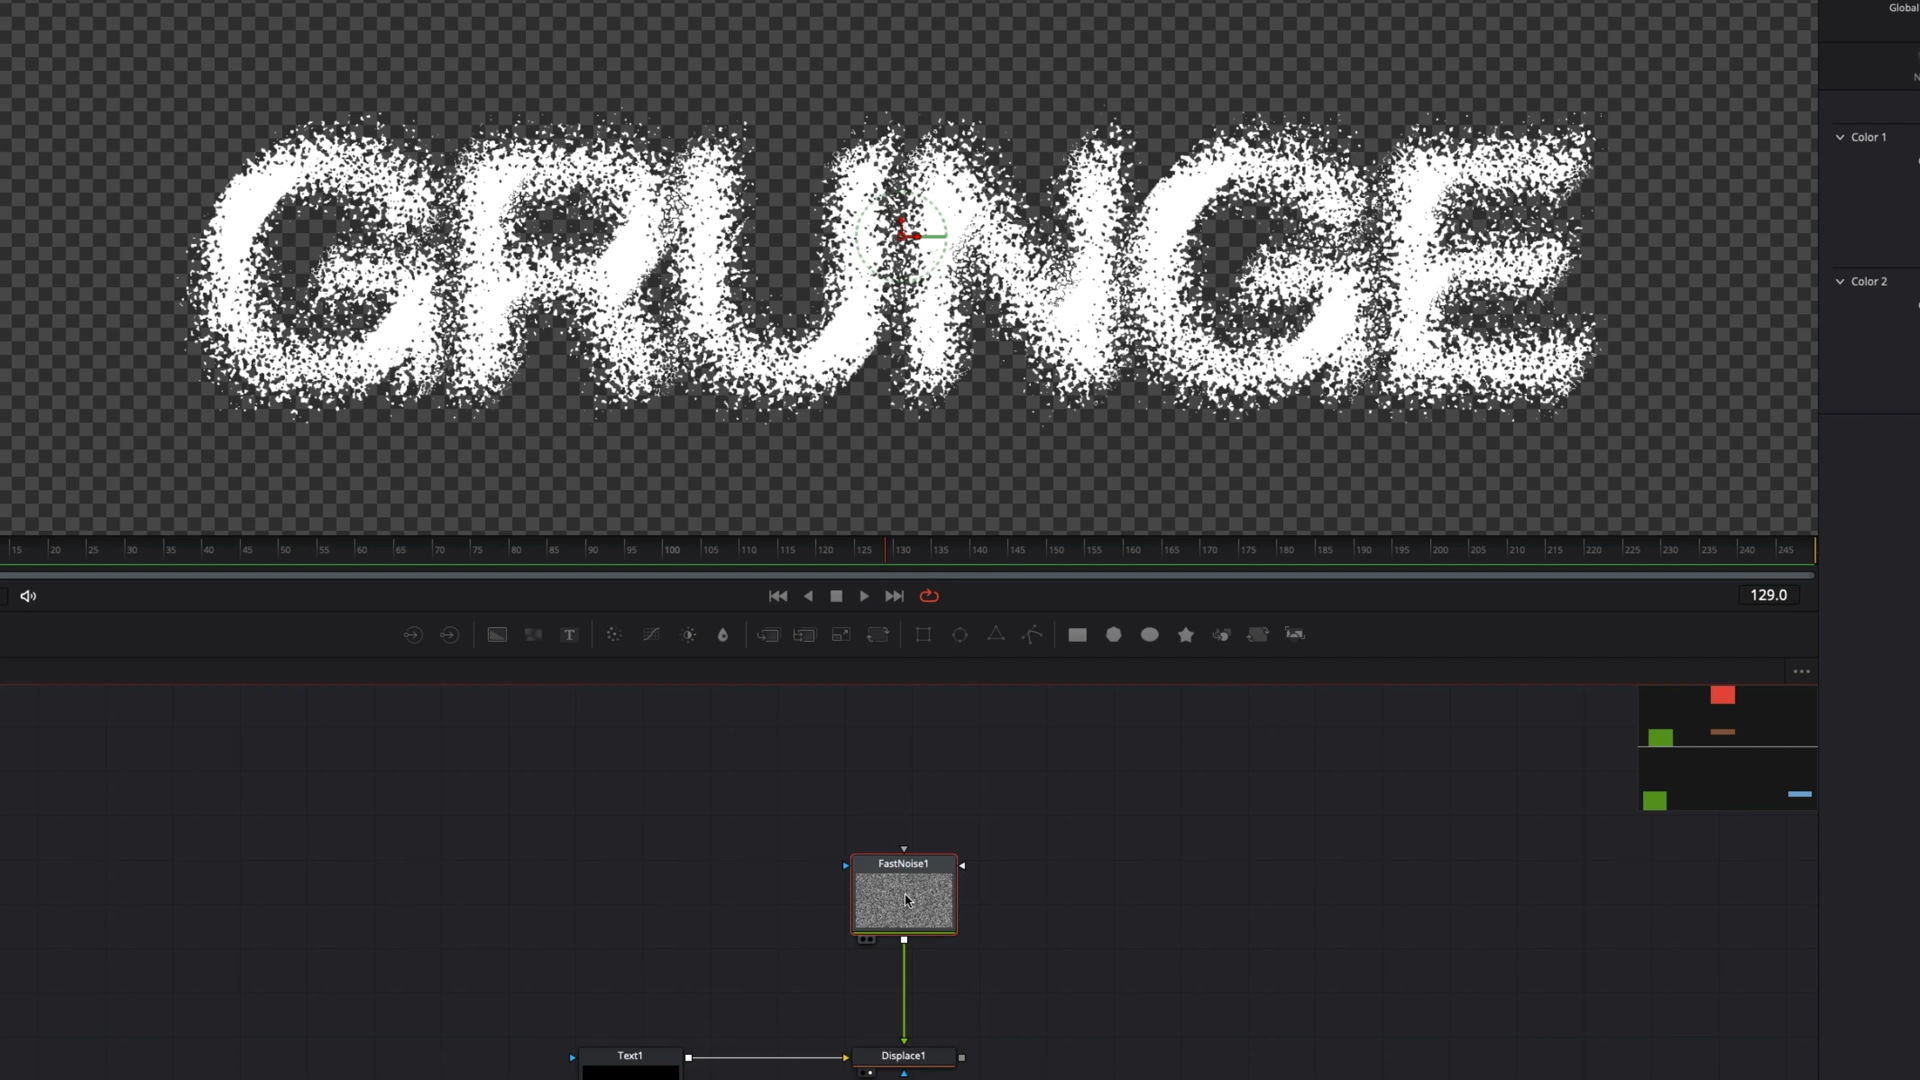 Global
GRUNGE
Color 1
Color 2
15 20 25 30 35 40 45 50 55 60 65 70 75 80 85 90 95 100 105 110 115 120 125 130 135 140 145 150 155 160 165 170 175 180 185 190 195 200 205 210 215 220 225 230 235 240 245
129.0
T
FastNoise1
Text1
Displace1